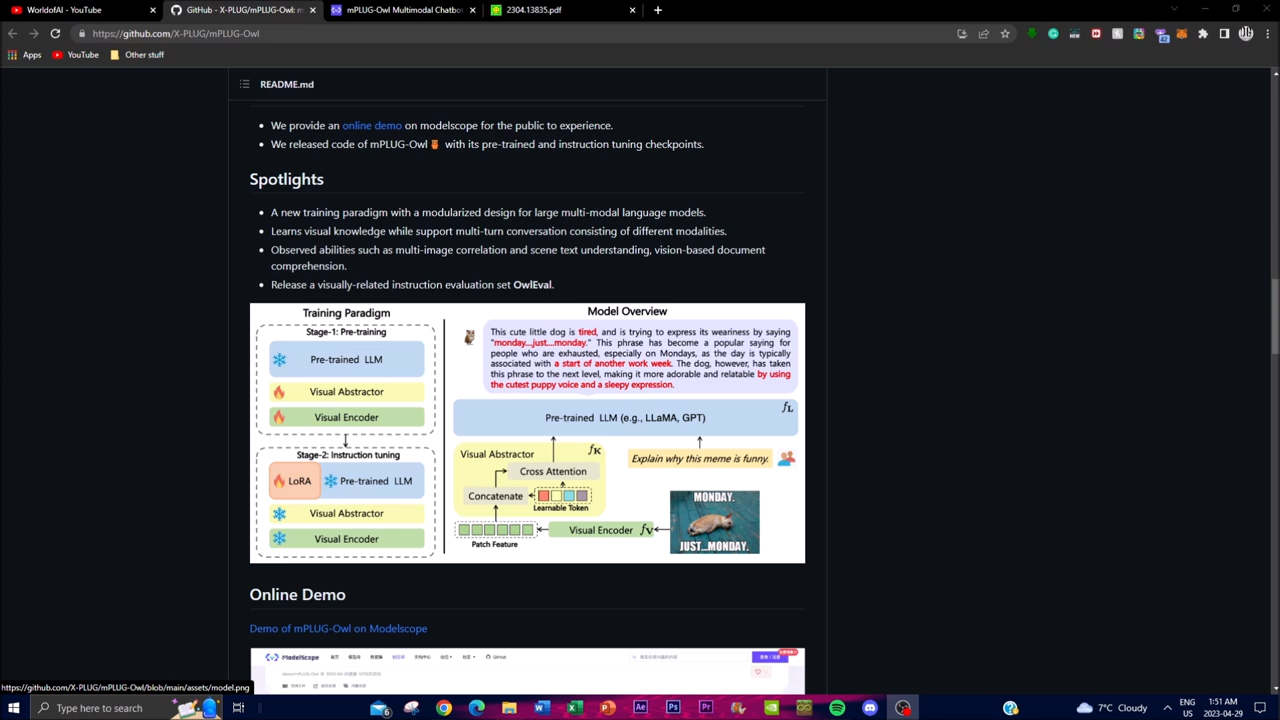 WorldofAI - YouTube
GitHub - X-PLUG/mPLUG-Owl: m
mPLUG-Owl Multimodal Chatbot
2304.13835.pdf
https://github.com/X-PLUG/mPLUG-Owl
Apps
YouTube
Other stuff
README.md
We provide an online demo on modelscope for the public to experience.
We released code of mPLUG-Owl 🦉 with its pre-trained and instruction tuning checkpoints.
Spotlights
A new training paradigm with a modularized design for large multi-modal language models.
Learns visual knowledge while support multi-turn conversation consisting of different modalities.
Observed abilities such as multi-image correlation and scene text understanding, vision-based document
comprehension.
Release a visually-related instruction evaluation set OwlEval.
Training Paradigm
Stage-1: Pre-training
Pre-trained LLM
Visual Abstractor
Visual Encoder
Stage-2: Instruction tuning
LoRA
Pre-trained LLM
Visual Abstractor
Visual Encoder
Model Overview
This cute little dog is tired, and is trying to express its weariness by saying
"monday....just....monday." This phrase has become a popular saying for
people who are exhausted, especially on Mondays, as the day is typically
associated with a start of another work week. The dog, however, has taken
this phrase to the next level, making it more adorable and relatable by using
the cutest puppy voice and a sleepy expression.
Pre-trained LLM (e.g., LLaMA, GPT)
fL
Visual Abstractor
fK
Cross Attention
Concatenate
Learnable Token
Explain why this meme is funny.
Patch Feature
Visual Encoder fV
MONDAY.
JUST...MONDAY.
Online Demo
Demo of mPLUG-Owl on Modelscope
ModelScope
GitHub
https://github.com/X-PLUG/mPLUG-Owl/blob/main/assets/model.png
Type here to search
7°C Cloudy
ENG
US
1:51 AM
2023-04-29